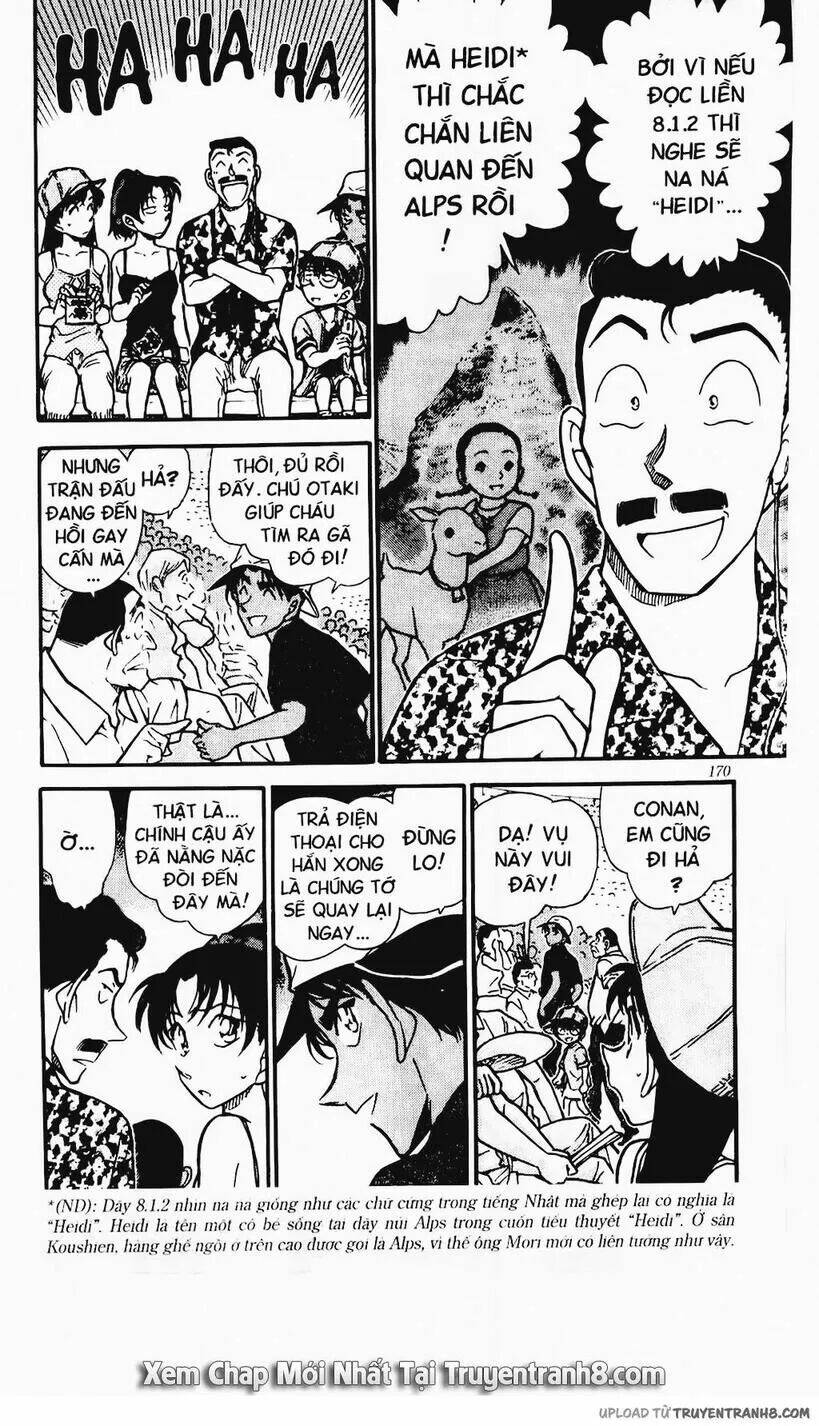 BỞI VÌ NẾU
ĐỌC LIỀN
8.1.2 THÌ
NGHE SẼ
NA NÁ
"HEIDI"...
MÀ HEIDI*
THÌ CHẮC
CHẮN LIÊN
QUAN ĐẾN
ALPS RỒI
!
HA HA HA
THÔI, ĐỦ RỒI
ĐẤY. CHÚ OTAKI
GIÚP CHÁU
TÌM RA GÃ
ĐÓ ĐI!
HẢ?
NHƯNG
TRẬN ĐẤU
ĐANG ĐẾN
HỒI GAY
CẤN MÀ
...
170
CONAN,
EM CŨNG
ĐI HẢ
?
DẠ! VỤ
NÀY VUI
ĐÂY!
ĐỪNG
LO!
TRẢ ĐIỆN
THOẠI CHO
HẮN XONG
LÀ CHÚNG TỚ
SẼ QUAY LẠI
NGAY...
THẬT LÀ...
CHÍNH CẬU ẤY
ĐÃ NẰNG NẶC
ĐÒI ĐẾN
ĐÂY MÀ!
Ờ...
*(ND): Dãy 8.1.2 nhìn na ná giống như các chữ cứng trong tiếng Nhật mà ghép lại có nghĩa là
"Heidi". Heidi là tên một cô bé sống tại dãy núi Alps trong cuốn tiểu thuyết "Heidi". Ở sân
Koushien, hàng ghế ngồi ở trên cao được gọi là Alps, vì thế ông Mori mới có liên tưởng như vậy.
Xem Chap Mới Nhất Tại Truyentranh8.com
UPLOAD TỪ TRUYENTRANH8.COM